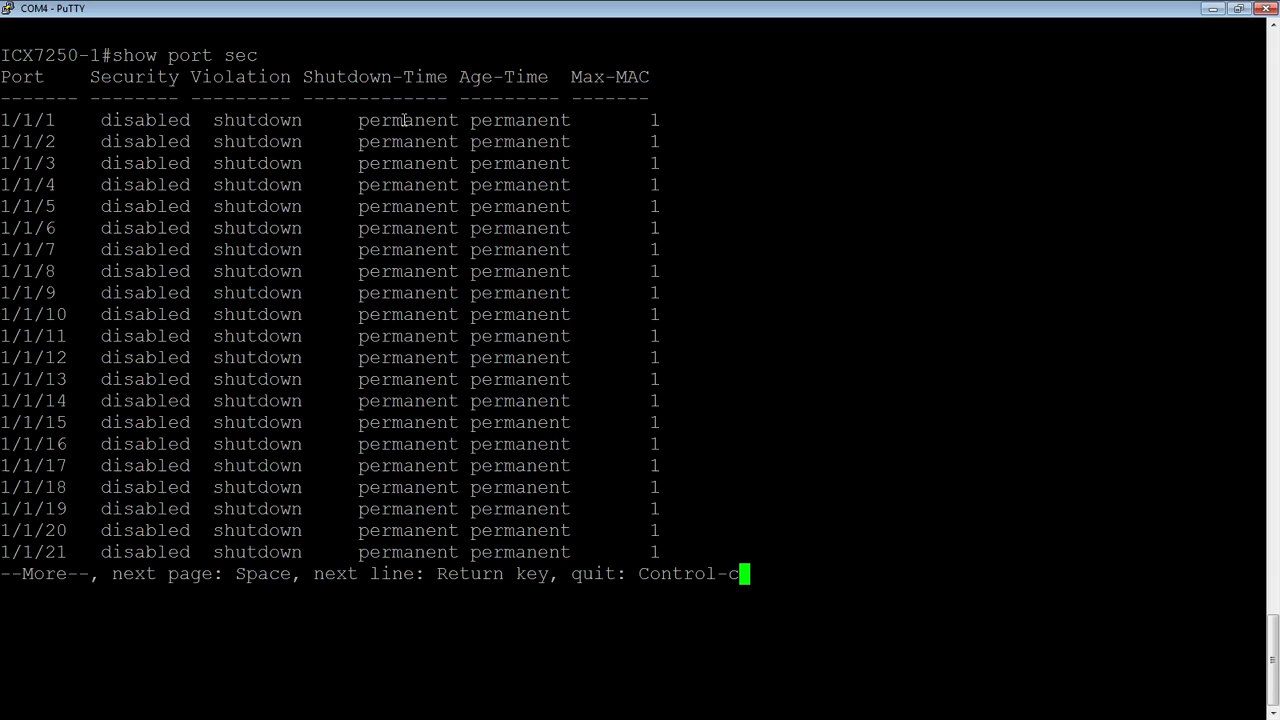 COM4 - PuTTY
ICX7250-1#show port sec
Port     Security Violation Shutdown-Time Age-Time  Max-MAC
-------  -------- --------- ------------- --------- -------
1/1/1    disabled  shutdown     permanent permanent       1
1/1/2    disabled  shutdown     permanent permanent       1
1/1/3    disabled  shutdown     permanent permanent       1
1/1/4    disabled  shutdown     permanent permanent       1
1/1/5    disabled  shutdown     permanent permanent       1
1/1/6    disabled  shutdown     permanent permanent       1
1/1/7    disabled  shutdown     permanent permanent       1
1/1/8    disabled  shutdown     permanent permanent       1
1/1/9    disabled  shutdown     permanent permanent       1
1/1/10   disabled  shutdown     permanent permanent       1
1/1/11   disabled  shutdown     permanent permanent       1
1/1/12   disabled  shutdown     permanent permanent       1
1/1/13   disabled  shutdown     permanent permanent       1
1/1/14   disabled  shutdown     permanent permanent       1
1/1/15   disabled  shutdown     permanent permanent       1
1/1/16   disabled  shutdown     permanent permanent       1
1/1/17   disabled  shutdown     permanent permanent       1
1/1/18   disabled  shutdown     permanent permanent       1
1/1/19   disabled  shutdown     permanent permanent       1
1/1/20   disabled  shutdown     permanent permanent       1
1/1/21   disabled  shutdown     permanent permanent       1
--More--, next page: Space, next line: Return key, quit: Control-c